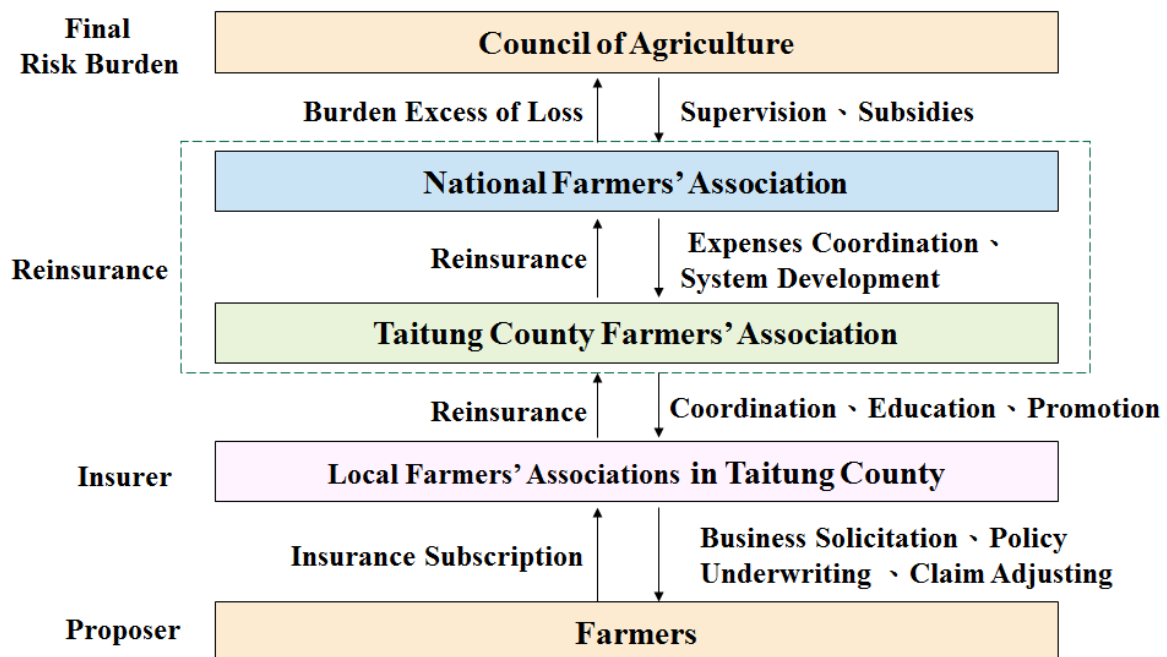 Final
Risk Burden
Council of Agriculture
Burden Excess of Loss
Supervision、Subsidies
National Farmers’ Association
Reinsurance
Reinsurance
Expenses Coordination、
System Development
Taitung County Farmers’ Association
Reinsurance
Coordination、Education、Promotion
Insurer
Local Farmers’ Associations in Taitung County
Insurance Subscription
Business Solicitation、Policy
Underwriting 、Claim Adjusting
Proposer
Farmers